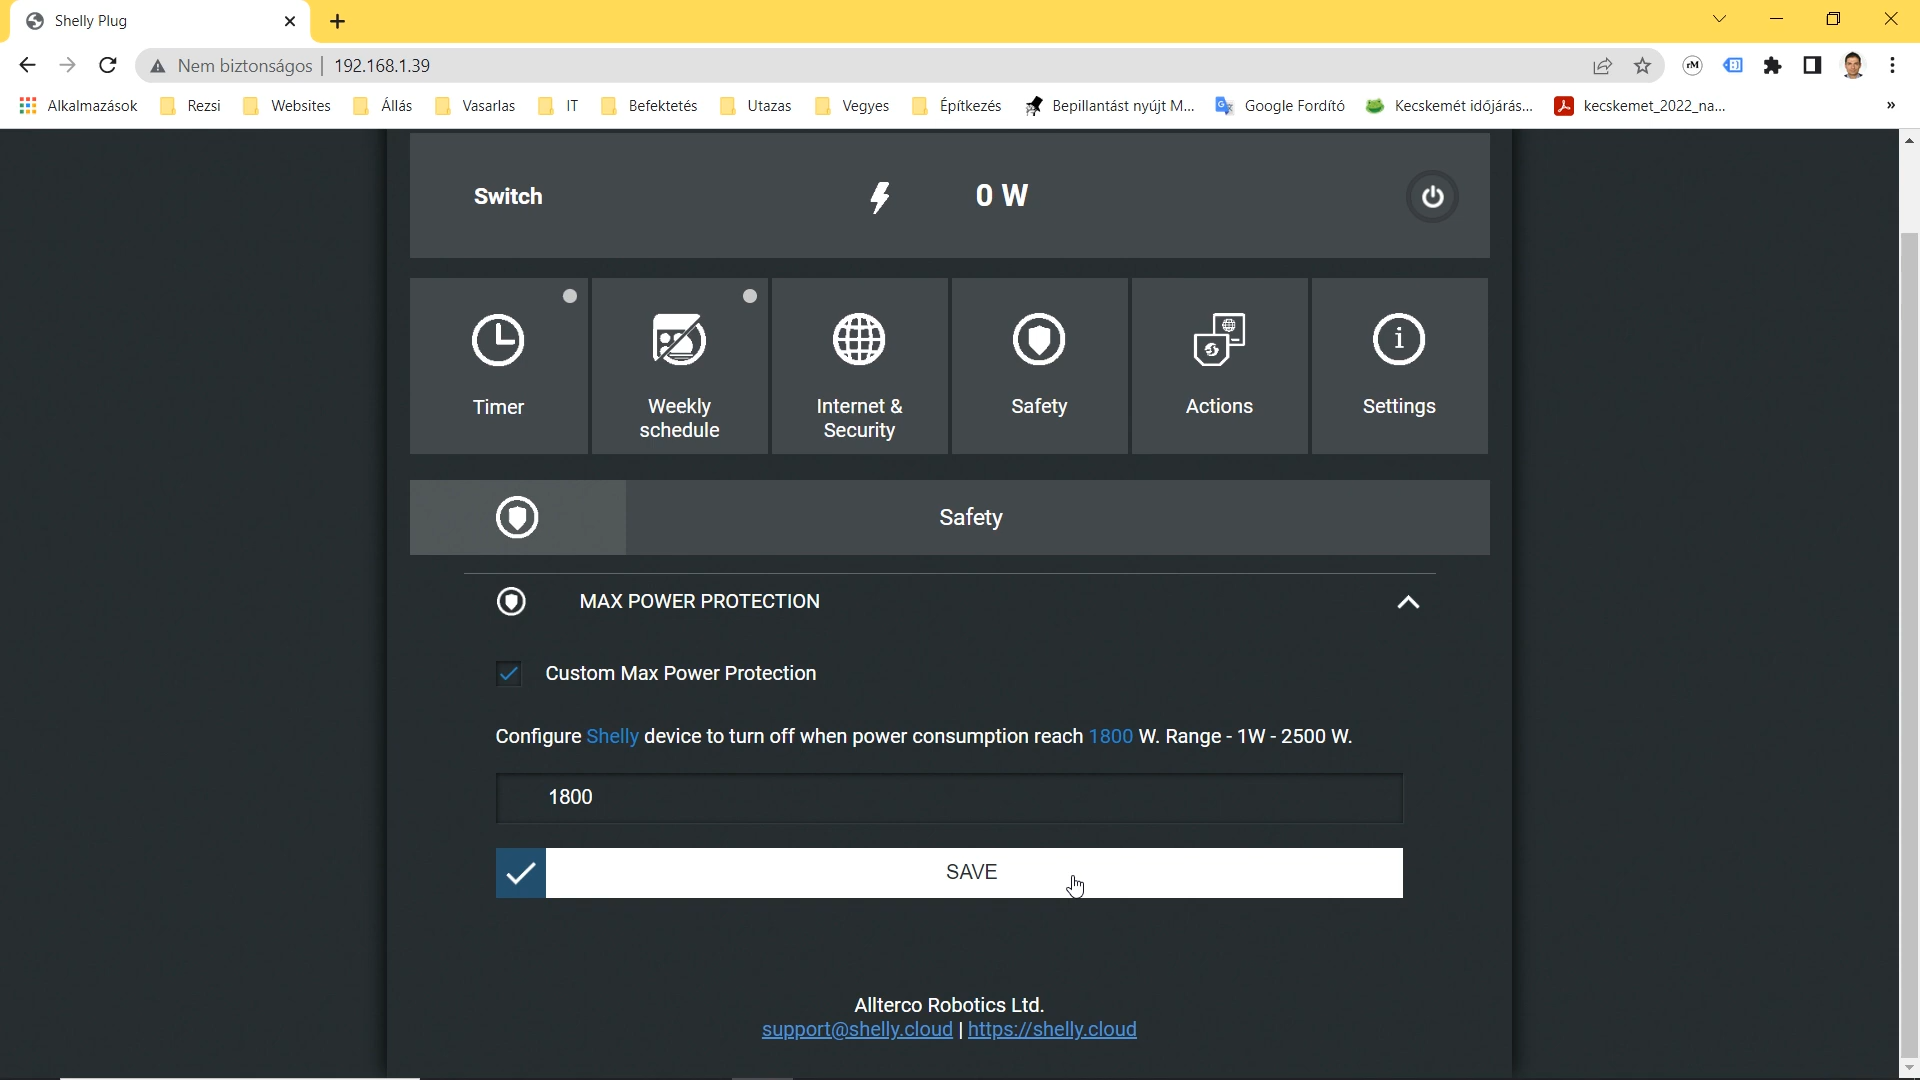 Shelly Plug
Nem biztonságos | 192.168.1.39
Alkalmazások Rezsi Websites Állás Vasarlas IT Befektetés Utazas Vegyes Építkezés Bepillantást nyújt M... Google Fordító Kecskemét időjárás... kecskemet_2022_na... »
Switch 0 W
Timer Weekly schedule Internet & Security Safety Actions Settings
Safety
MAX POWER PROTECTION
Custom Max Power Protection
Configure Shelly device to turn off when power consumption reach 1800 W. Range - 1W - 2500 W.
1800
SAVE
Allterco Robotics Ltd.
support@shelly.cloud | https://shelly.cloud